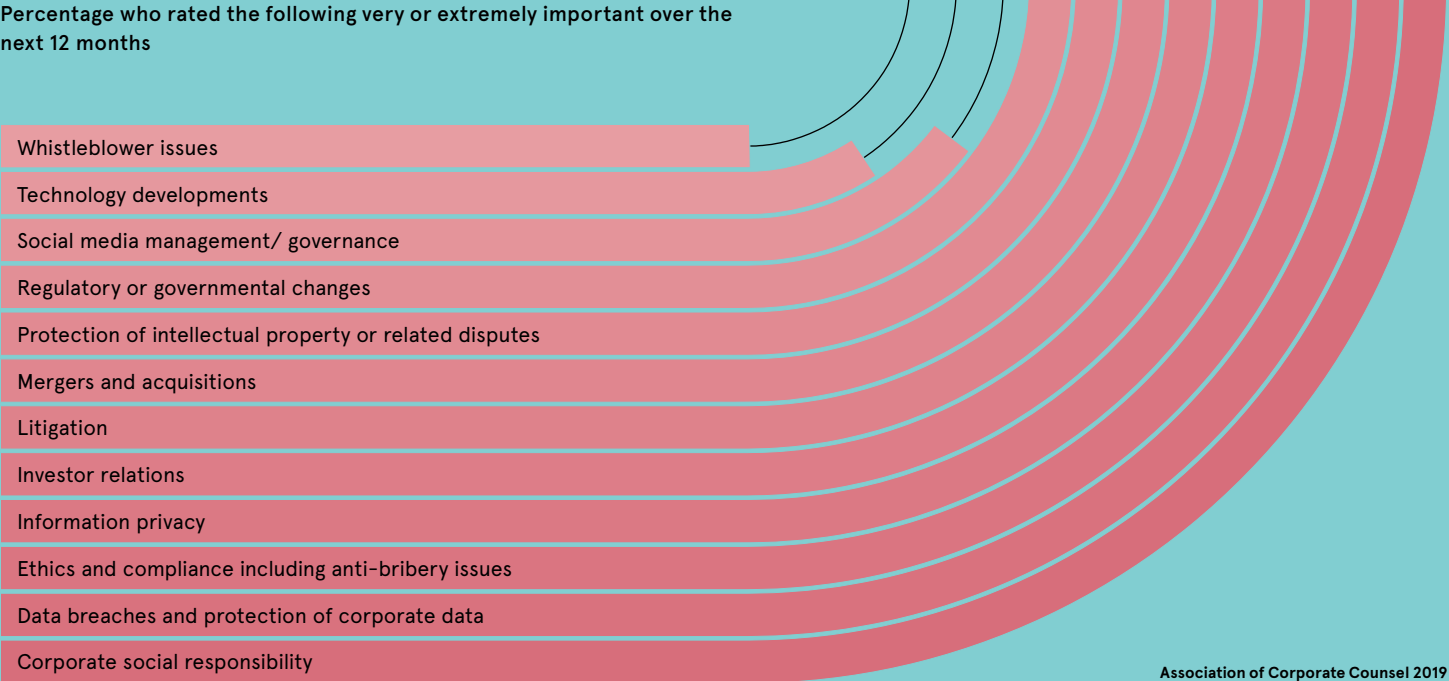 Percentage who rated the following very or extremely important over the
next 12 months
Whistleblower issues
Technology developments
Social media management/ governance
Regulatory or governmental changes
Protection of intellectual property or related disputes
Mergers and acquisitions
Litigation
Investor relations
Information privacy
Ethics and compliance including anti-bribery issues
Data breaches and protection of corporate data
Corporate social responsibility
Association of Corporate Counsel 2019